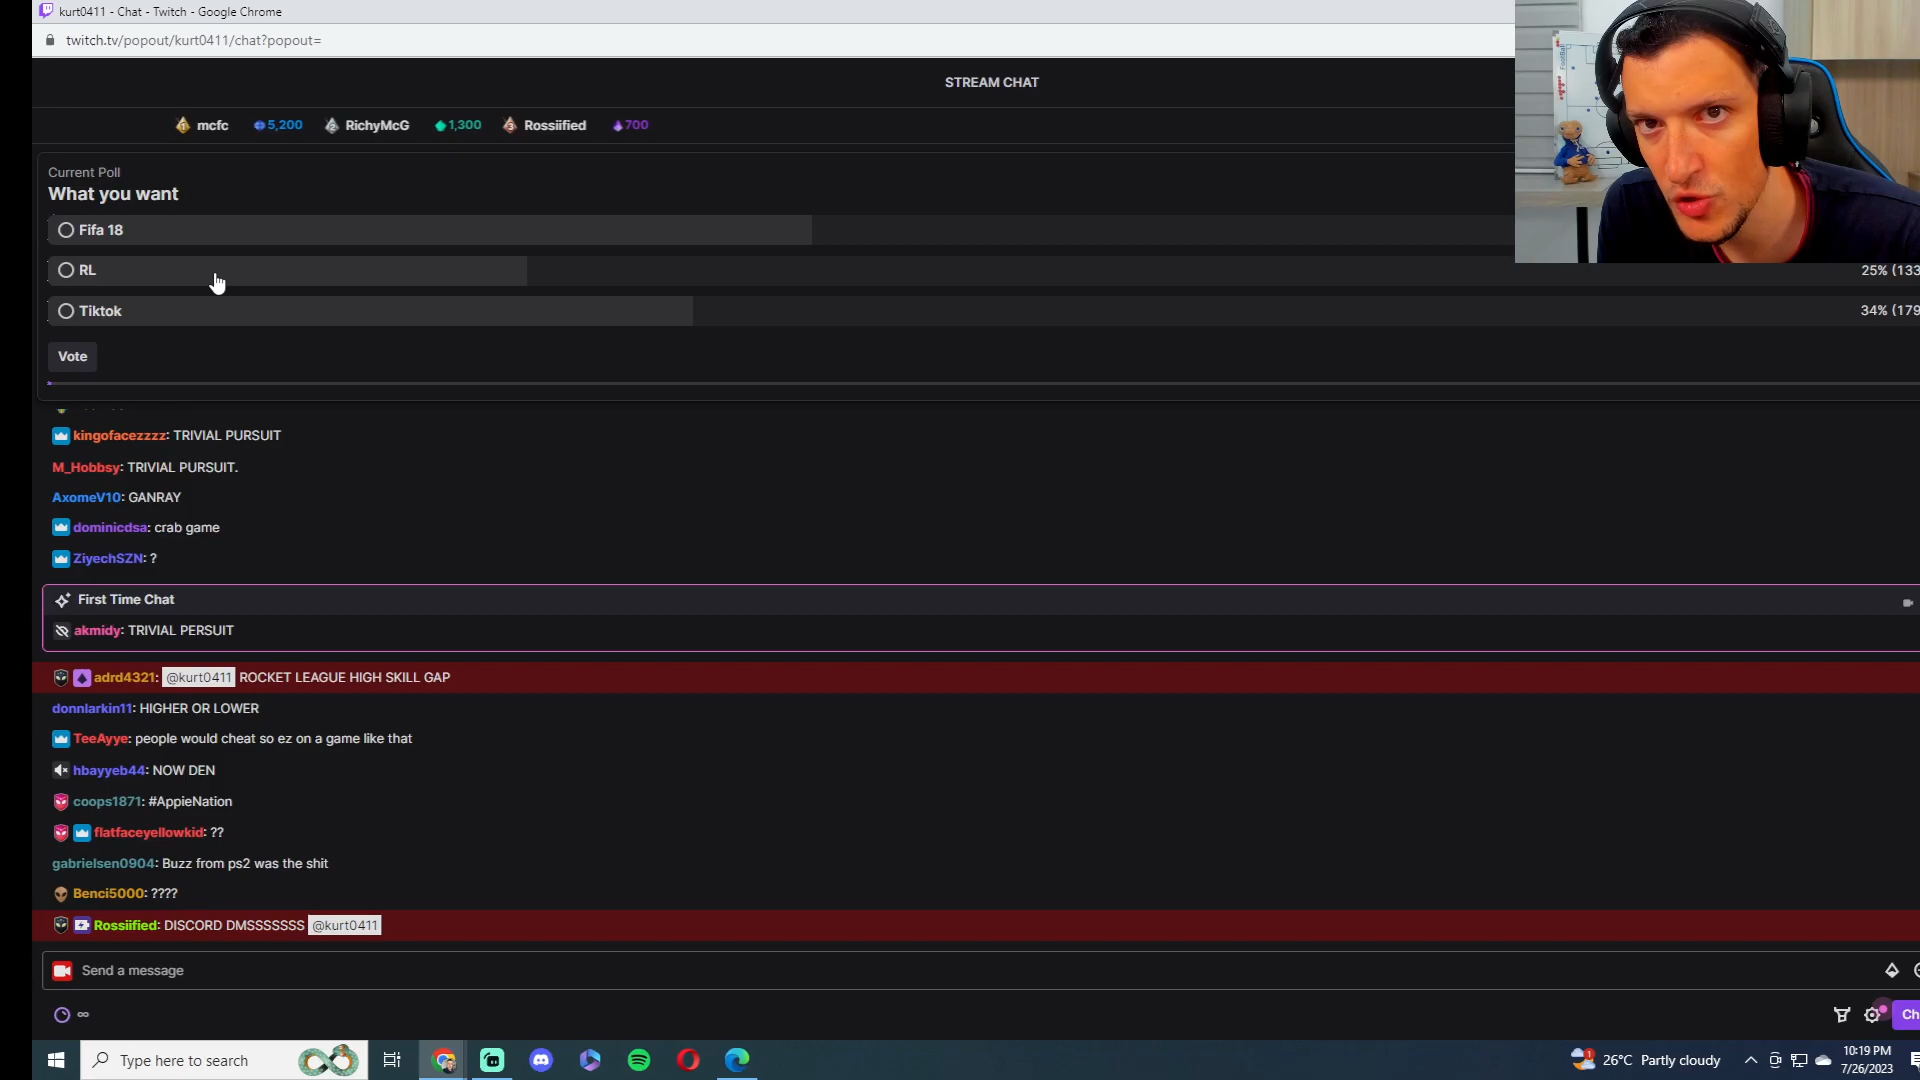 kurt0411 - Chat - Twitch - Google Chrome
twitch.tv/popout/kurt0411/chat?popout=
STREAM CHAT
1 mcfc 5,200 2 RichyMcG 1,300 3 Rossiified 700
Current Poll
What you want
Fifa 18
RL 25% (133
Tiktok 34% (179
Vote
kingofacezzzz: TRIVIAL PURSUIT
M_Hobbsy: TRIVIAL PURSUIT.
AxomeV10: GANRAY
dominicdsa: crab game
ZiyechSZN: ?
First Time Chat
akmidy: TRIVIAL PERSUIT
adrd4321: @kurt0411 ROCKET LEAGUE HIGH SKILL GAP
donnlarkin11: HIGHER OR LOWER
TeeAyye: people would cheat so ez on a game like that
hbayyeb44: NOW DEN
coops1871: #AppieNation
flatfaceyellowkid: ??
gabrielsen0904: Buzz from ps2 was the shit
Benci5000: ????
Rossiified: DISCORD DMSSSSSSS @kurt0411
Send a message
∞
Ch
Type here to search
1 26°C Partly cloudy
10:19 PM
7/26/2023